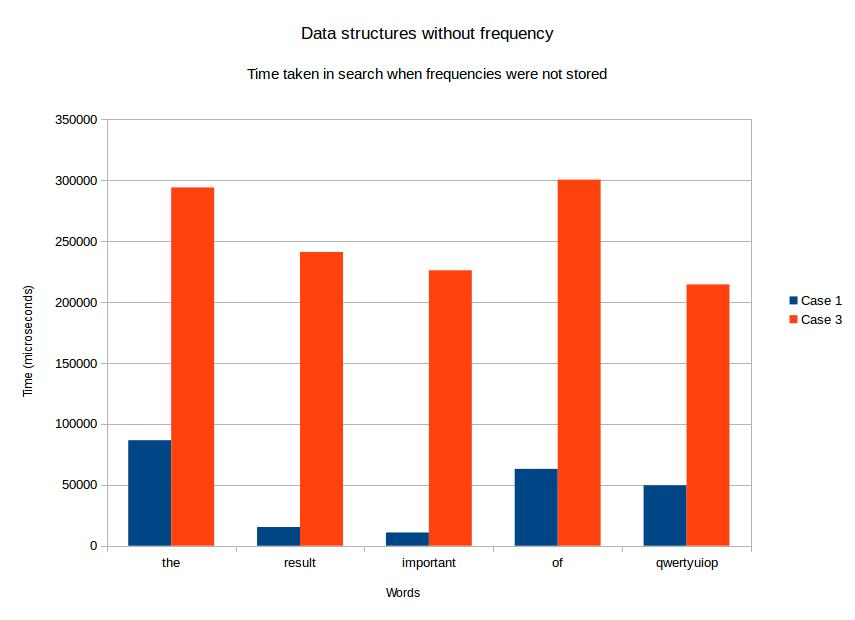 Data structures without frequency
Time taken in search when frequencies were not stored
350000
300000
250000
200000
150000
100000
50000
0
Time (microseconds)
the result important of qwertyuiop
Words
Case 1
Case 3